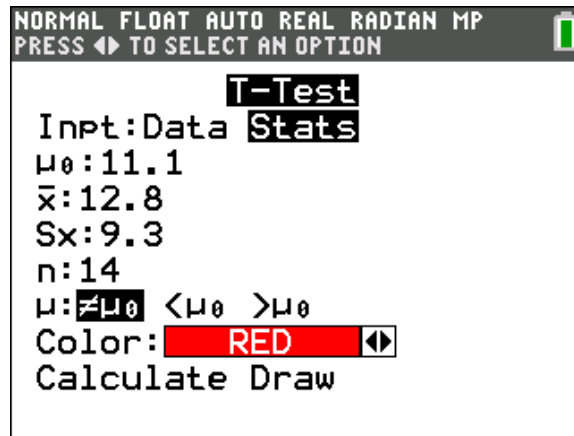 NORMAL FLOAT AUTO REAL RADIAN MP
PRESS ◄► TO SELECT AN OPTION
T-Test
Inpt:Data Stats
μ₀:11.1
x̄:12.8
Sx:9.3
n:14
μ:≠μ₀ <μ₀ >μ₀
Color: RED ◄►
Calculate Draw